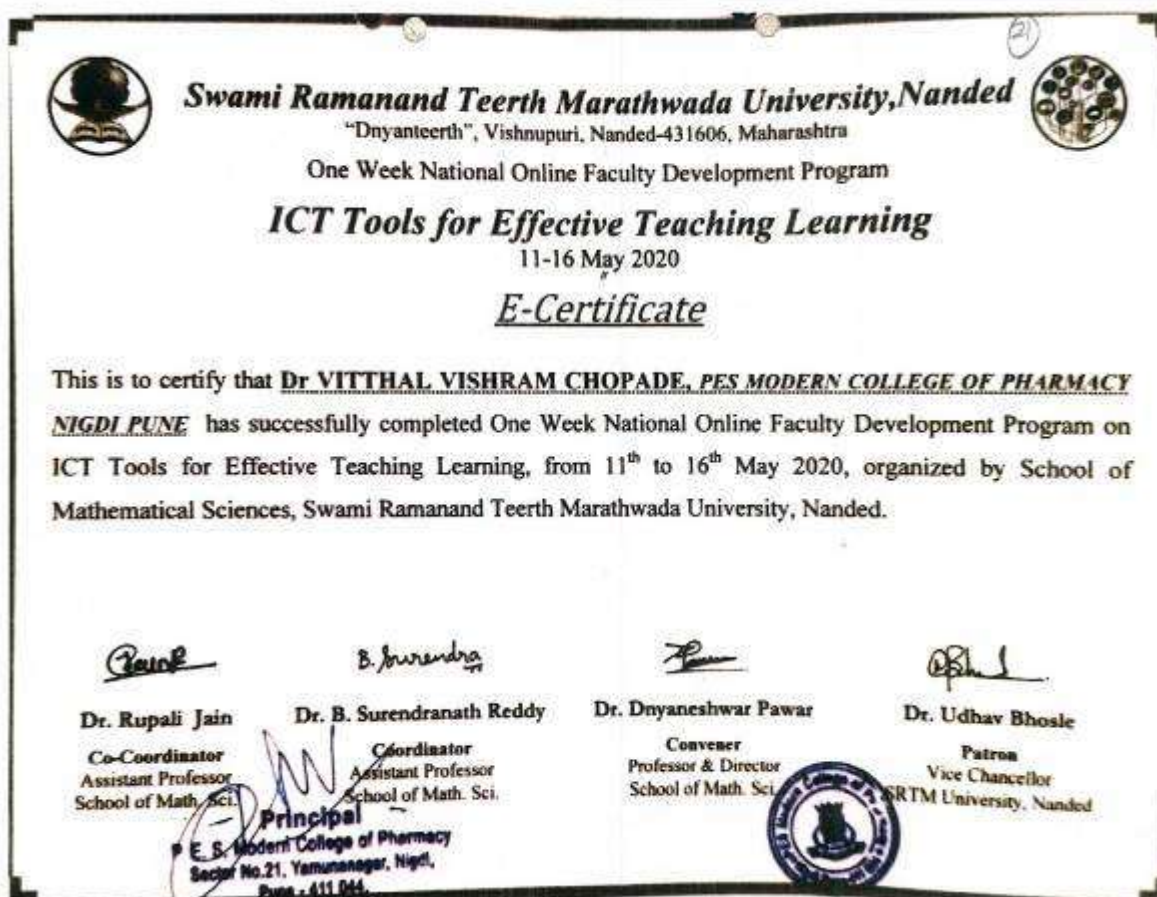 21
Swami Ramanand Teerth Marathwada University,Nanded
“Dnyanteerth”, Vishnupuri, Nanded-431606, Maharashtra
One Week National Online Faculty Development Program
ICT Tools for Effective Teaching Learning
11-16 May 2020
E-Certificate
This is to certify that Dr VITTHAL VISHRAM CHOPADE, PES MODERN COLLEGE OF PHARMACY
NIGDI PUNE has successfully completed One Week National Online Faculty Development Program on
ICT Tools for Effective Teaching Learning, from 11th to 16th May 2020, organized by School of
Mathematical Sciences, Swami Ramanand Teerth Marathwada University, Nanded.
B. Surendra
Dr. Rupali Jain
Co-Coordinator
Assistant Professor
School of Math. Sci.
Dr. B. Surendranath Reddy
Coordinator
Assistant Professor
School of Math. Sci.
Dr. Dnyaneshwar Pawar
Convener
Professor & Director
School of Math. Sci.
Dr. Udhav Bhosle
Patron
Vice Chancellor
SRTM University, Nanded
Principal
P. E. S. Modern College of Pharmacy
Sector No.21, Yamunanagar, Nigdi,
Pune - 411 044.
Modern College of